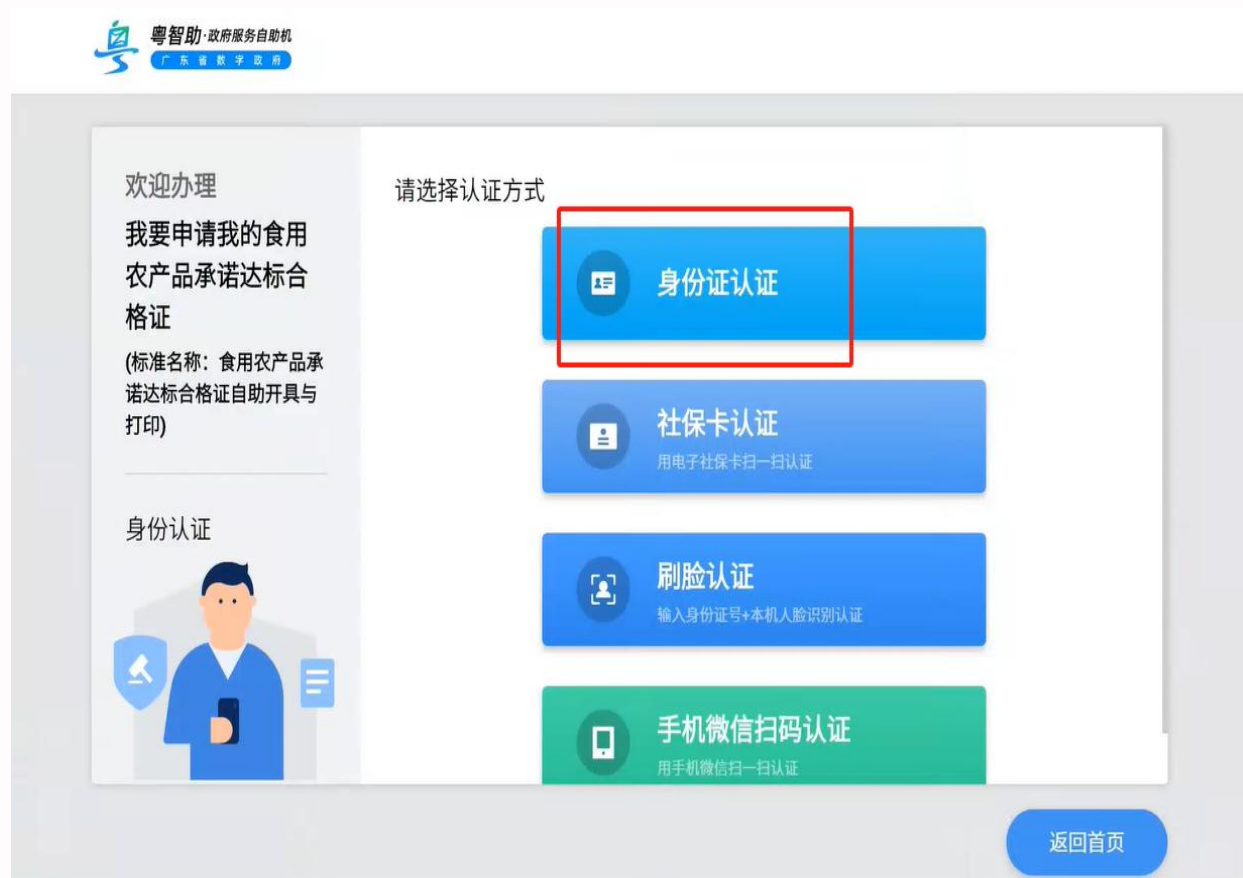 粤智助·政府服务自助机
广东省数字政府
欢迎办理
我要申请我的食用
农产品承诺达标合
格证
(标准名称：食用农产品承
诺达标合格证自助开具与
打印)
身份认证
请选择认证方式
身份证认证
社保卡认证
用电子社保卡扫一扫认证
刷脸认证
输入身份证号+本机人脸识别认证
手机微信扫码认证
用手机微信扫一扫认证
返回首页